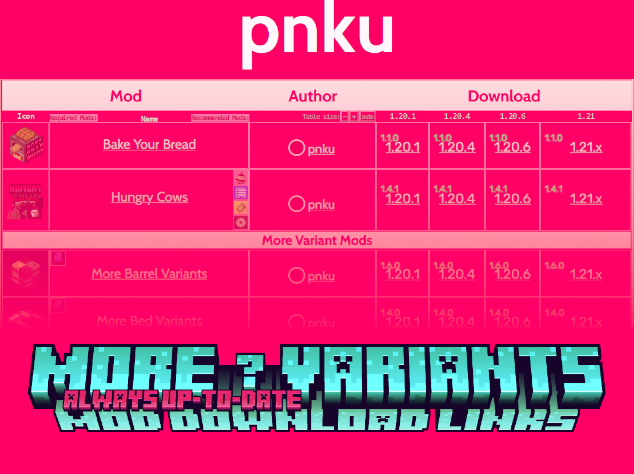 pnku
Mod Author Download
Icon Required Mods: Name Recommended Mods: Table size: - + auto 1.20.1 1.20.4 1.20.6 1.21
Bake Your Bread pnku 1.1.0 1.20.1 1.1.0 1.20.4 1.1.0 1.20.6 1.1.0 1.21.x
HUNGRY COWS Hungry Cows pnku 1.4.1 1.20.1 1.4.1 1.20.4 1.4.1 1.20.6 1.4.1 1.21.x
More Variant Mods
More Barrel Variants pnku 1.6.0 1.20.1 1.6.0 1.20.4 1.6.0 1.20.6 1.6.0 1.21.x
More Bed Variants pnku 1.4.0 1.20.1 1.4.0 1.20.4 1.4.0 1.20.6 1.4.0 1.21.x
MORE ? VARIANTS
ALWAYS UP-TO-DATE
MOD DOWNLOAD LINKS